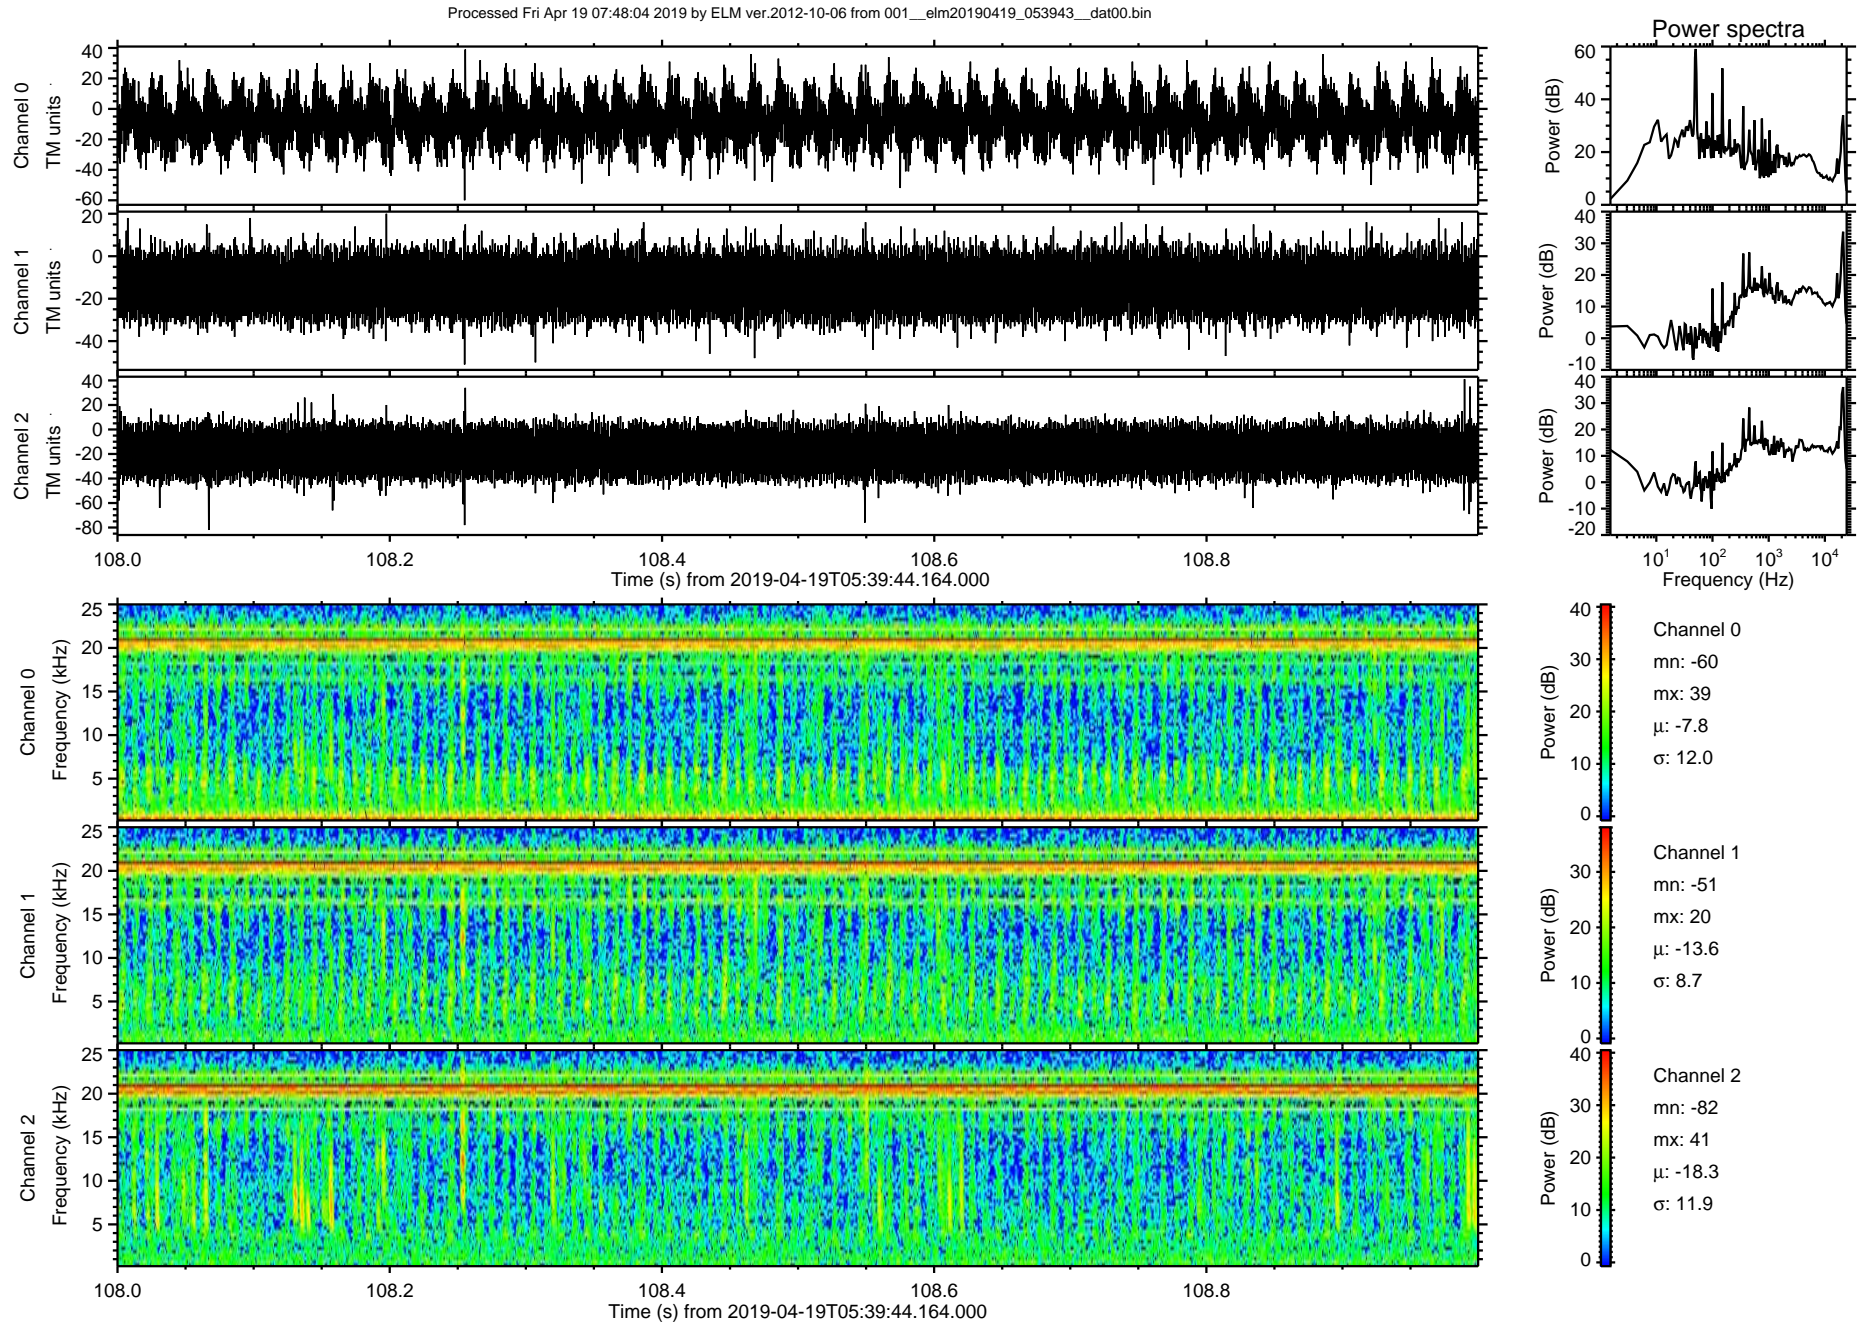 Processed Fri Apr 19 07:48:04 2019 by ELM ver.2012-10-06 from 001__elm20190419_053943__dat00.bin
Power spectra
Channel 0
TM units
40
20
0
-20
-40
-60
Power (dB)
60
40
20
0
Channel 1
TM units
20
0
-20
-40
Power (dB)
40
30
20
10
0
-10
Channel 2
TM units
40
20
0
-20
-40
-60
-80
Power (dB)
40
30
20
10
0
-10
-20
108.0 108.2 108.4 108.6 108.8
Time (s) from 2019-04-19T05:39:44.164.000
10^1 10^2 10^3 10^4
Frequency (Hz)
Channel 0
Frequency (kHz)
25
20
15
10
5
Power (dB)
40
30
20
10
0
Channel 0
mn: -60
mx: 39
μ: -7.8
σ: 12.0
Channel 1
Frequency (kHz)
25
20
15
10
5
Power (dB)
30
20
10
0
Channel 1
mn: -51
mx: 20
μ: -13.6
σ: 8.7
Channel 2
Frequency (kHz)
25
20
15
10
5
Power (dB)
40
30
20
10
0
Channel 2
mn: -82
mx: 41
μ: -18.3
σ: 11.9
108.0 108.2 108.4 108.6 108.8
Time (s) from 2019-04-19T05:39:44.164.000